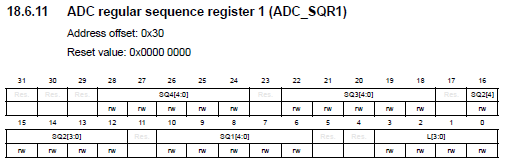 18.6.11 ADC regular sequence register 1 (ADC_SQR1)
Address offset: 0x30
Reset value: 0x0000 0000
31 30 29 28 27 26 25 24 23 22 21 20 19 18 17 16
Res. Res. Res. SQ4[4:0] Res. SQ3[4:0] Res. SQ2[4]
rw rw rw rw rw rw rw rw rw rw rw
15 14 13 12 11 10 9 8 7 6 5 4 3 2 1 0
SQ2[3:0] Res. SQ1[4:0] Res. Res. L[3:0]
rw rw rw rw rw rw rw rw rw rw rw rw rw